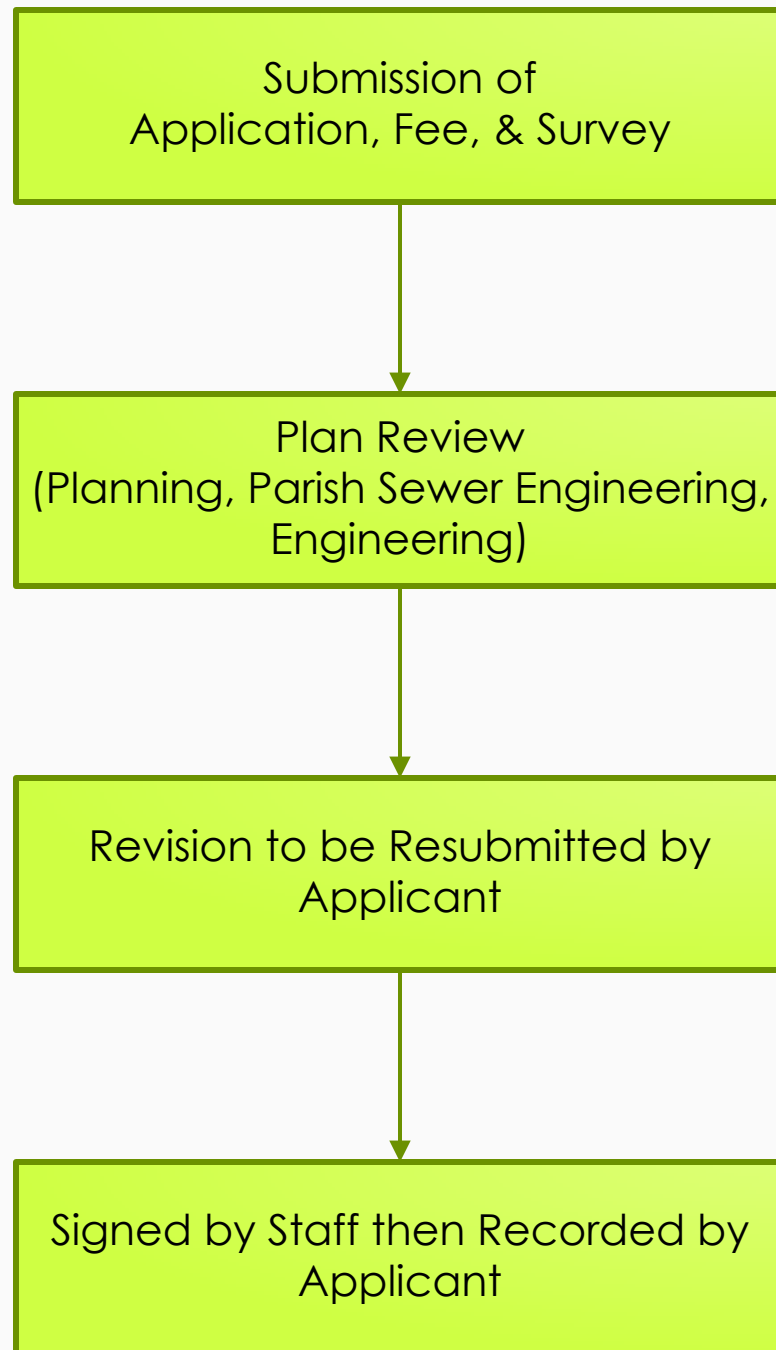 Submission of
Application, Fee, & Survey
Plan Review
(Planning, Parish Sewer Engineering,
Engineering)
Revision to be Resubmitted by
Applicant
Signed by Staff then Recorded by
Applicant